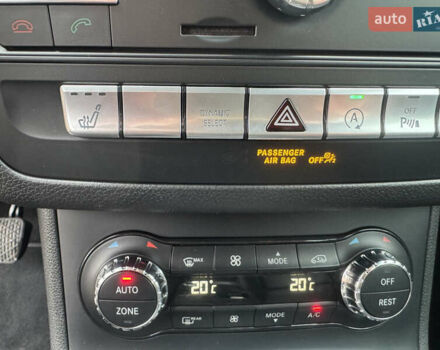 auto RIA
DYNAMIC
SELECT
A
OFF
PASSENGER
AIR BAG OFF
MAX
MODE
20°C
20°C
AUTO
ZONE
OFF
REST
REAR
MODE
A/C